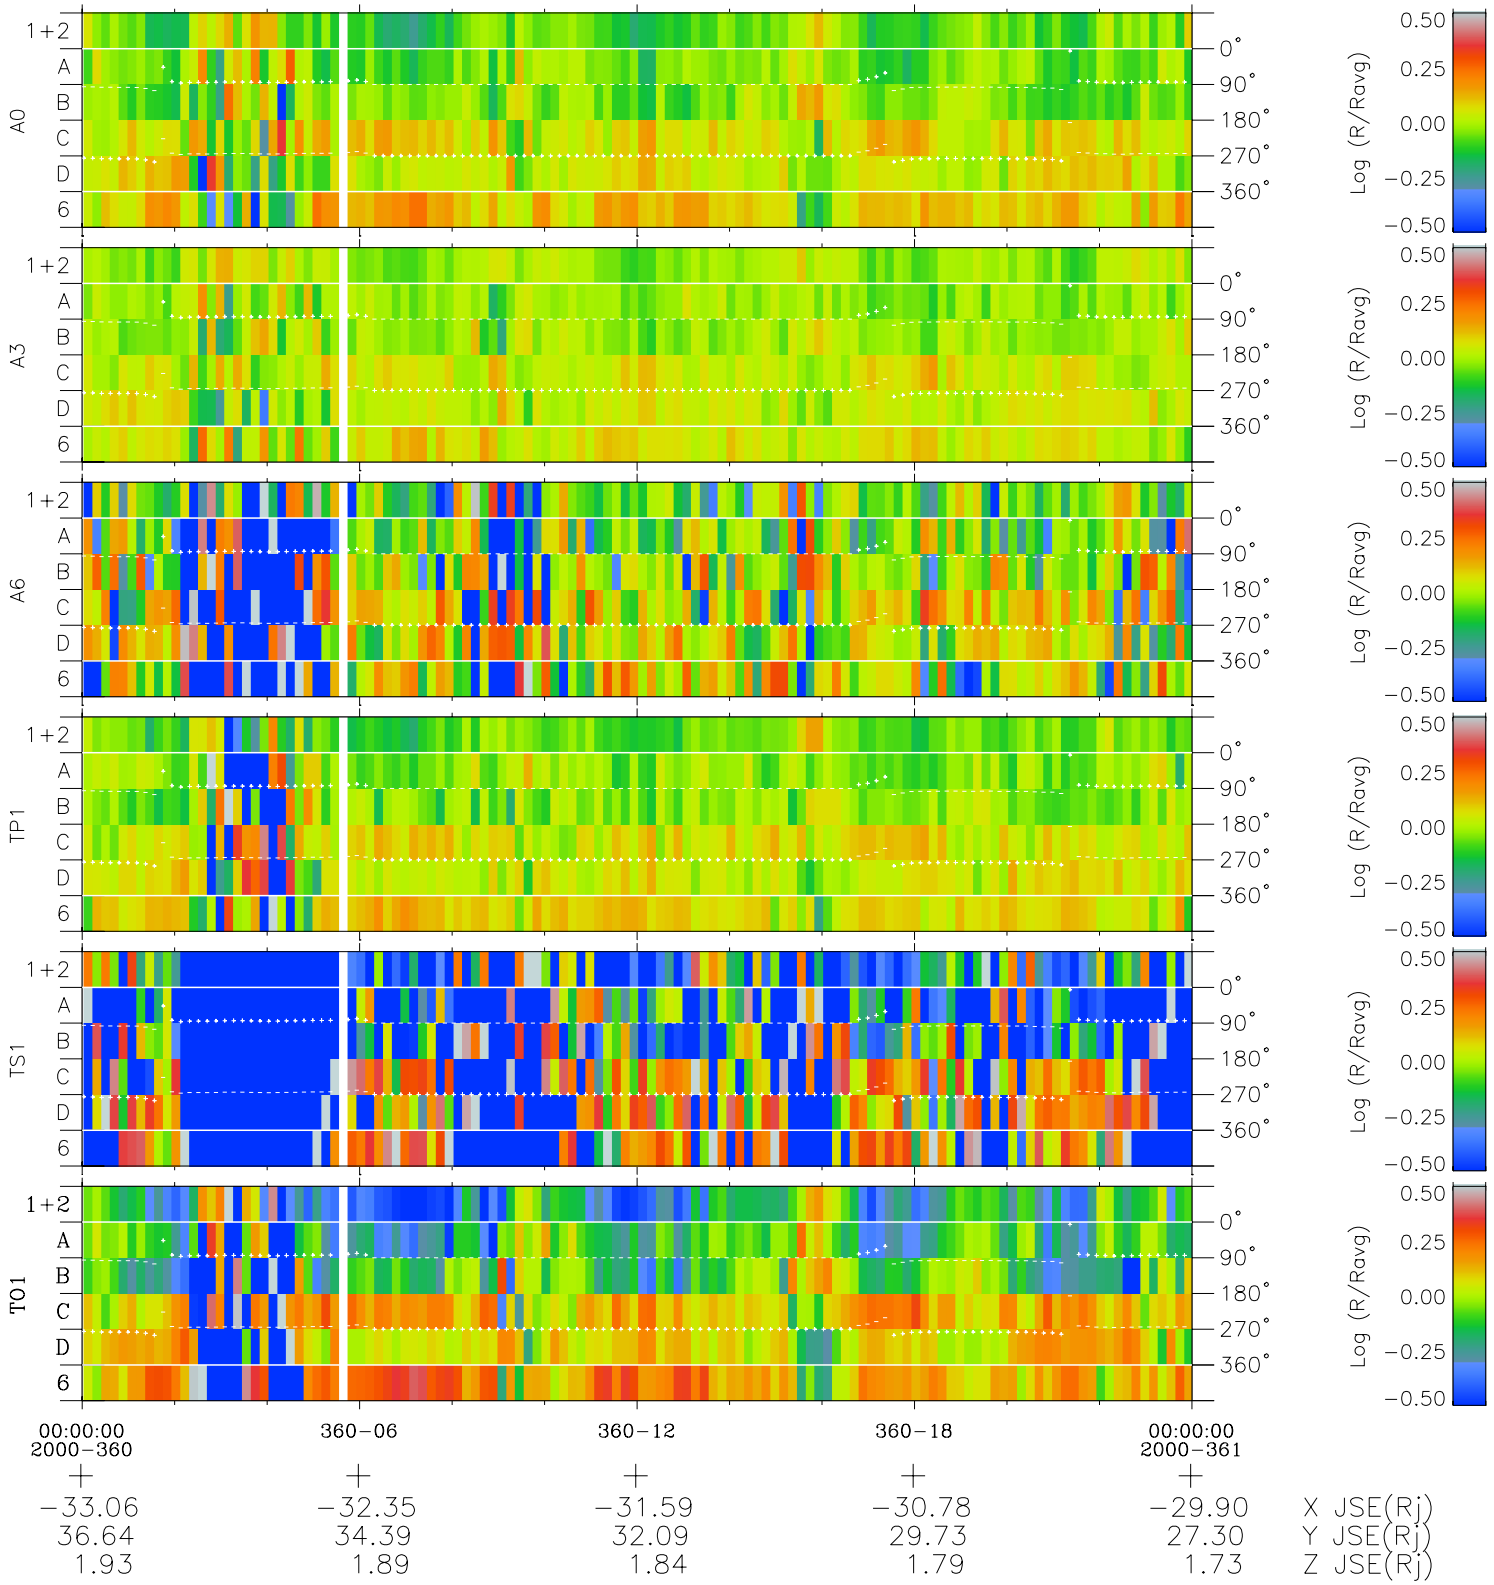 A0
1+2
A
B
C
D
6
0°
90°
180°
270°
360°
Log (R/Ravg)
0.50
0.25
0.00
−0.25
−0.50
A3
1+2
A
B
C
D
6
0°
90°
180°
270°
360°
Log (R/Ravg)
0.50
0.25
0.00
−0.25
−0.50
A6
1+2
A
B
C
D
6
0°
90°
180°
270°
360°
Log (R/Ravg)
0.50
0.25
0.00
−0.25
−0.50
TP1
1+2
A
B
C
D
6
0°
90°
180°
270°
360°
Log (R/Ravg)
0.50
0.25
0.00
−0.25
−0.50
TS1
1+2
A
B
C
D
6
0°
90°
180°
270°
360°
Log (R/Ravg)
0.50
0.25
0.00
−0.25
−0.50
TO1
1+2
A
B
C
D
6
0°
90°
180°
270°
360°
Log (R/Ravg)
0.50
0.25
0.00
−0.25
−0.50
00:00:00 360−06 360−12 360−18 00:00:00
2000−360 2000−361
−33.06 −32.35 −31.59 −30.78 −29.90 X JSE(Rj)
36.64 34.39 32.09 29.73 27.30 Y JSE(Rj)
1.93 1.89 1.84 1.79 1.73 Z JSE(Rj)